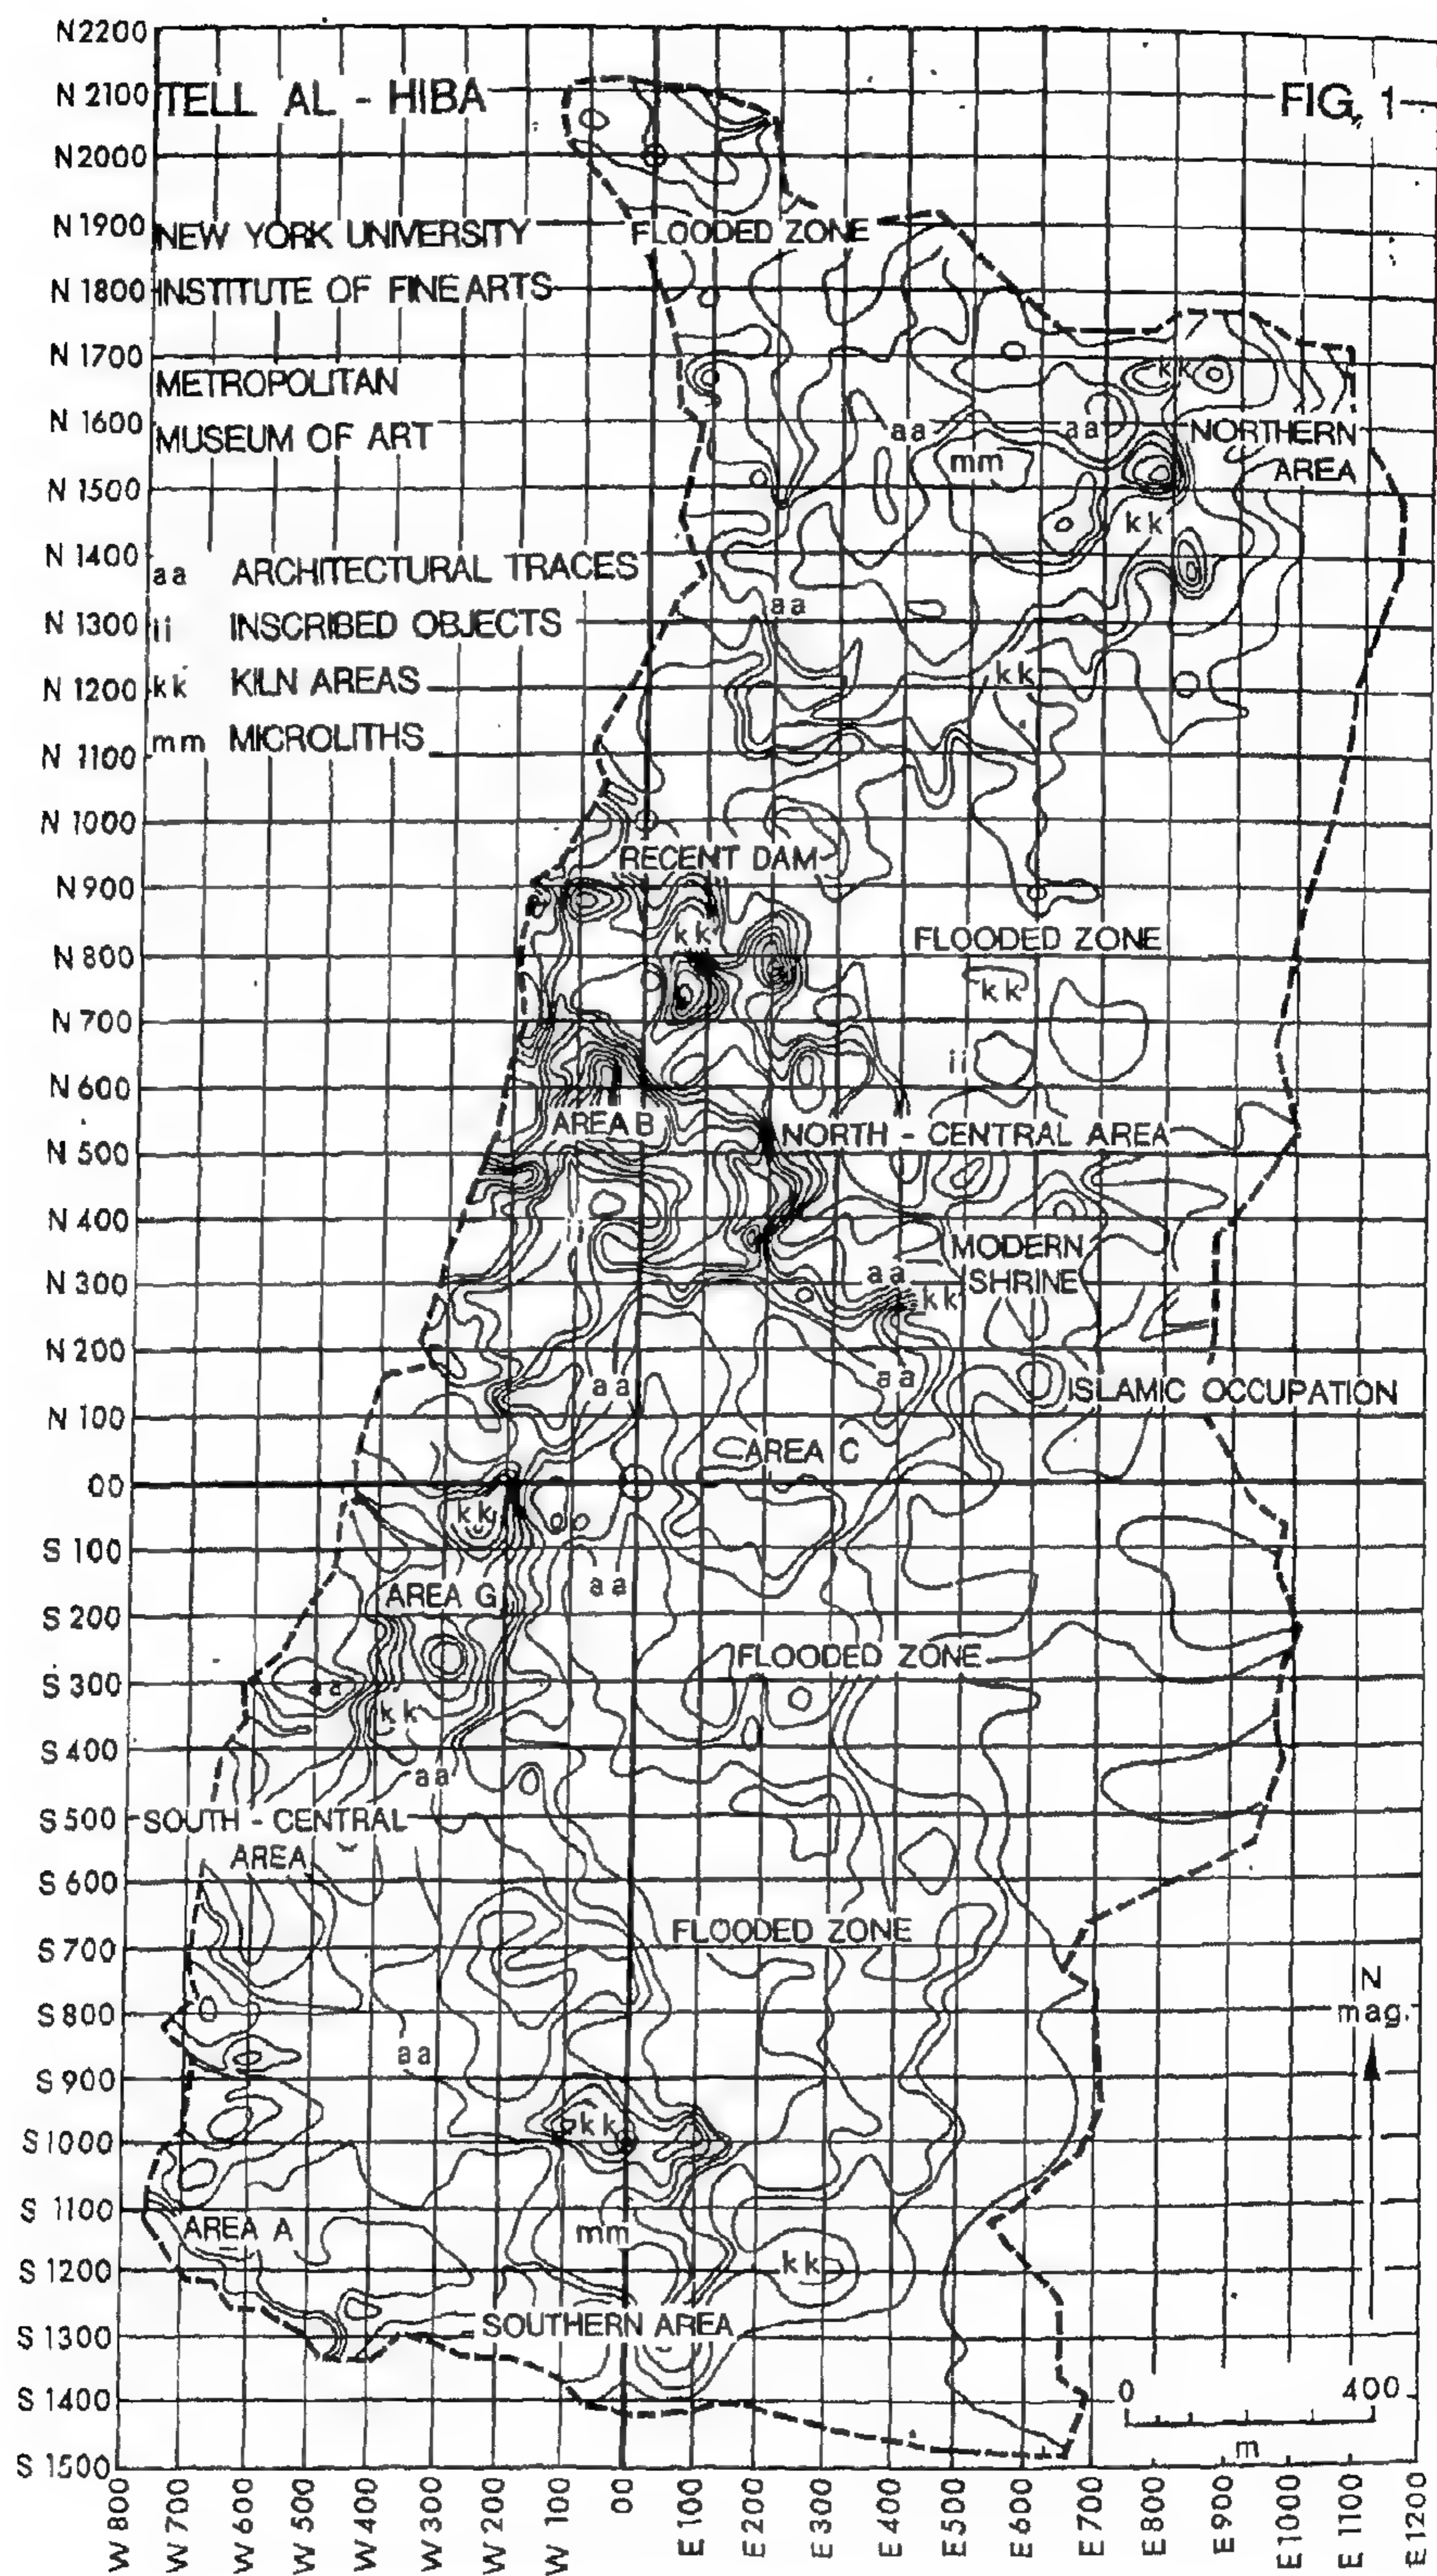 N2200
N 2100
TELL AL - HIBA
FIG. 1
N2000
N 1900
NEW YORK UNIVERSITY
FLOODED ZONE
N 1800
INSTITUTE OF FINE ARTS
N 1700
METROPOLITAN
kk
N 1600
MUSEUM OF ART
aa
aa
NORTHERN
AREA
mm
N 1500
kk
N 1400
aa ARCHITECTURAL TRACES
aa
N 1300
ii INSCRIBED OBJECTS
N 1200
kk KILN AREAS
kk
mm MICROLITHS
N 1100
N 1000
RECENT DAM
N 900
kk
FLOODED ZONE
N 800
kk
N 700
ii
N 600
AREA B
NORTH - CENTRAL AREA
N 500
N 400
ii
MODERN
SHRINE
aa
N 300
kk
N 200
aa
aa
ISLAMIC OCCUPATION
N 100
AREA C
00
kk
S 100
aa
AREA G
S 200
FLOODED ZONE
S 300
aa
kk
S 400
aa
S 500
SOUTH - CENTRAL
AREA
S 600
FLOODED ZONE
S 700
N
mag.
S 800
aa
S 900
kk
S 1000
S 1100
AREA A
mm
S 1200
kk
SOUTHERN AREA
S 1300
0 400
S 1400
m
S 1500
W 800 W 700 W 600 W 500 W 400 W 300 W 200 W 100 00 E 100 E 200 E 300 E 400 E 500 E 600 E 700 E 800 E 900 E 1000 E 1100 E 1200